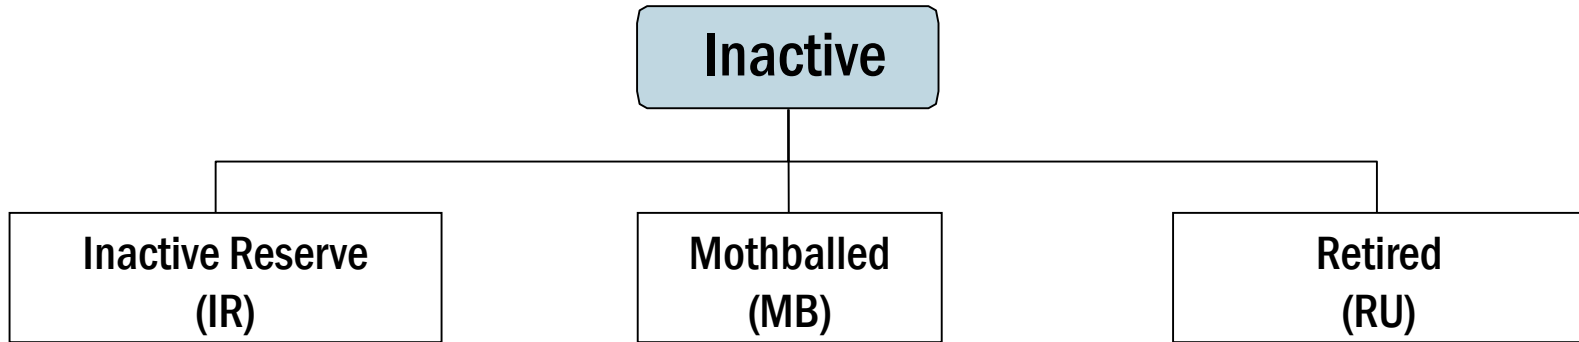 Inactive
Inactive Reserve
(IR)
Mothballed
(MB)
Retired
(RU)